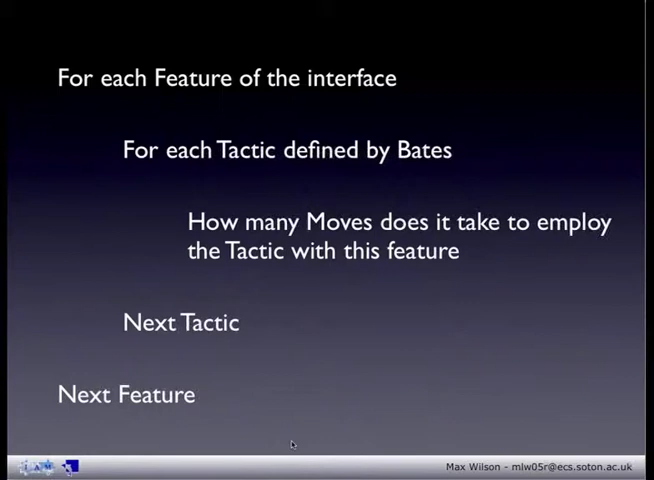 For each Feature of the interface
For each Tactic defined by Bates
How many Moves does it take to employ
the Tactic with this feature
Next Tactic
Next Feature
I A M
Max Wilson - mlw05r@ecs.soton.ac.uk